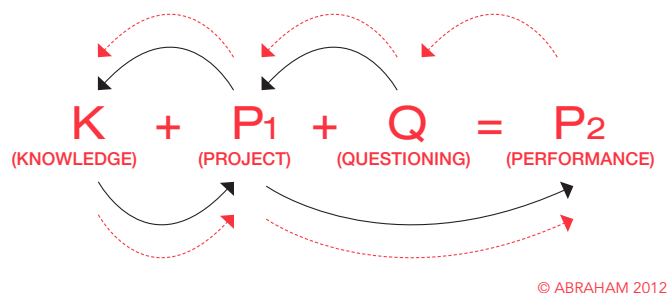 K + P1 + Q = P2
(KNOWLEDGE) (PROJECT) (QUESTIONING) (PERFORMANCE)
© ABRAHAM 2012